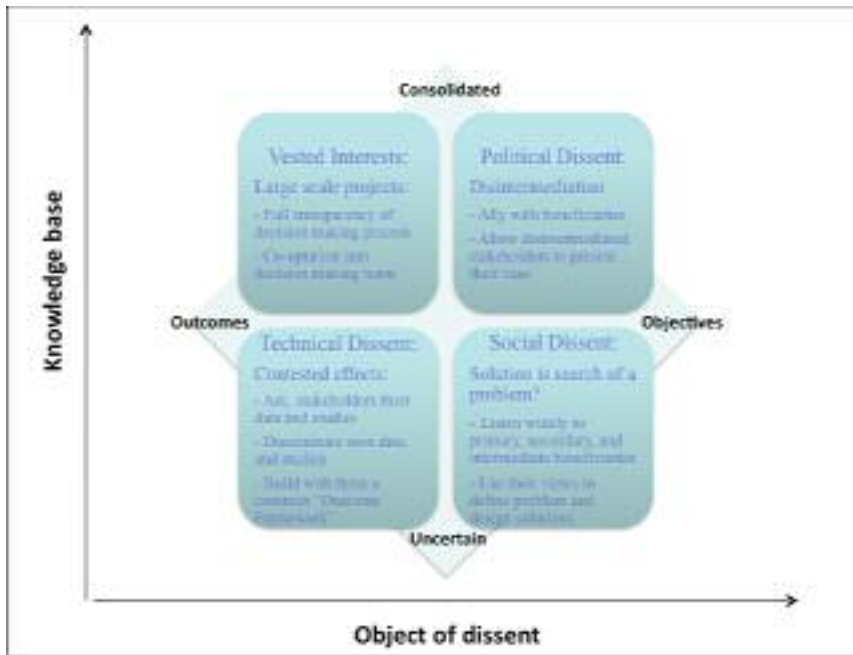 Consolidated
Vested Interests:
Large scale projects:
- Full transparency of
decision making process
- Co-optation into
decision making team
Political Dissent
Disintermediation
- Ally with beneficiaries
- Allow disintermediated
stakeholders to present
their case
Knowledge base
Outcomes
Objectives
Technical Dissent:
Contested effects:
- Ask stakeholders their
data and studies
- Disseminate own data
and studies
- Build with them a
common "Outcome
Framework"
Social Dissent:
Solution is search of a
problem?
- Listen widely to
primary, secondary, and
intermediate beneficiaries
- Use their views to
define problem and
design solutions
Uncertain
Object of dissent